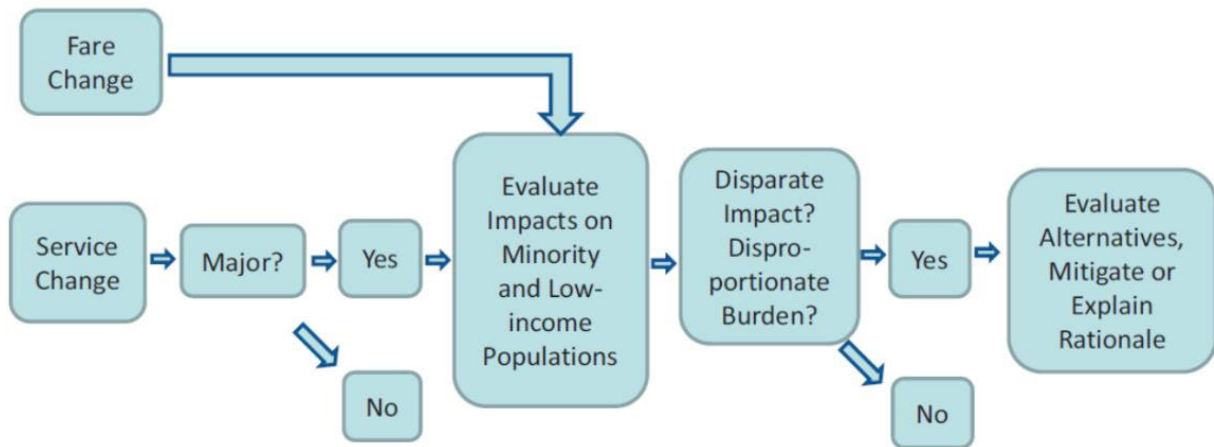 Fare
Change
Service
Change
Major?
Yes
No
Evaluate
Impacts on
Minority
and Low-
income
Populations
Disparate
Impact?
Dispro-
portionate
Burden?
Yes
No
Evaluate
Alternatives,
Mitigate or
Explain
Rationale